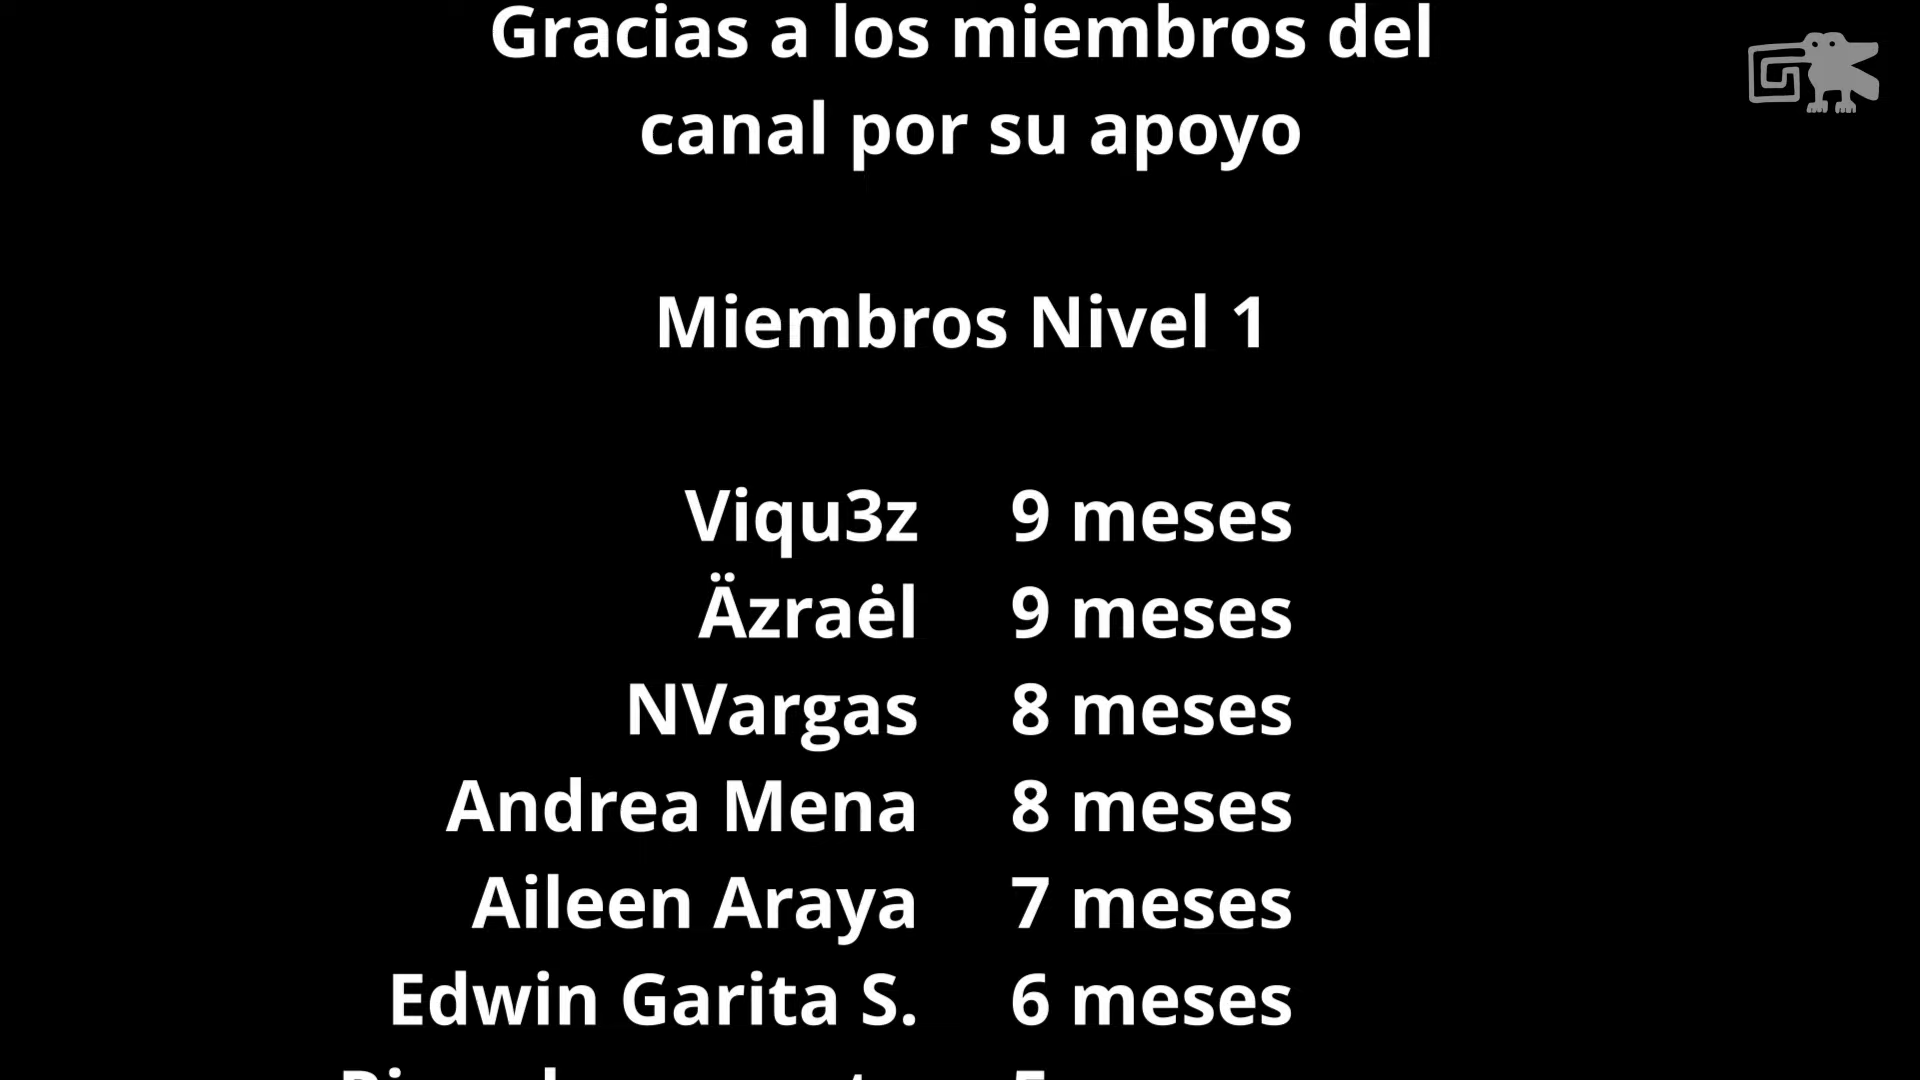 Gracias a los miembros del
canal por su apoyo
Miembros Nivel 1
Viqu3z 9 meses
Äzraėl 9 meses
NVargas 8 meses
Andrea Mena 8 meses
Aileen Araya 7 meses
Edwin Garita S. 6 meses